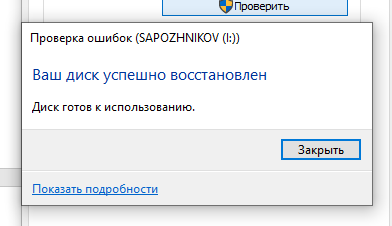 Проверить
Проверка ошибок (SAPOZHNIKOV (I:))
Ваш диск успешно восстановлен
Диск готов к использованию.
Закрыть
Показать подробности